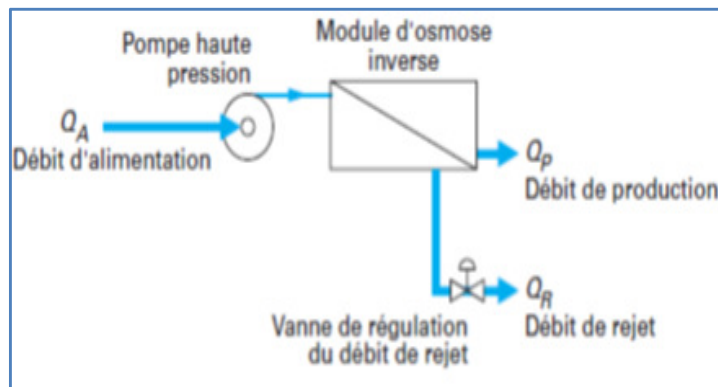 Pompe haute
pression
Module d'osmose
inverse
Q_A
Débit d'alimentation
Q_P
Débit de production
Q_R
Débit de rejet
Vanne de régulation
du débit de rejet